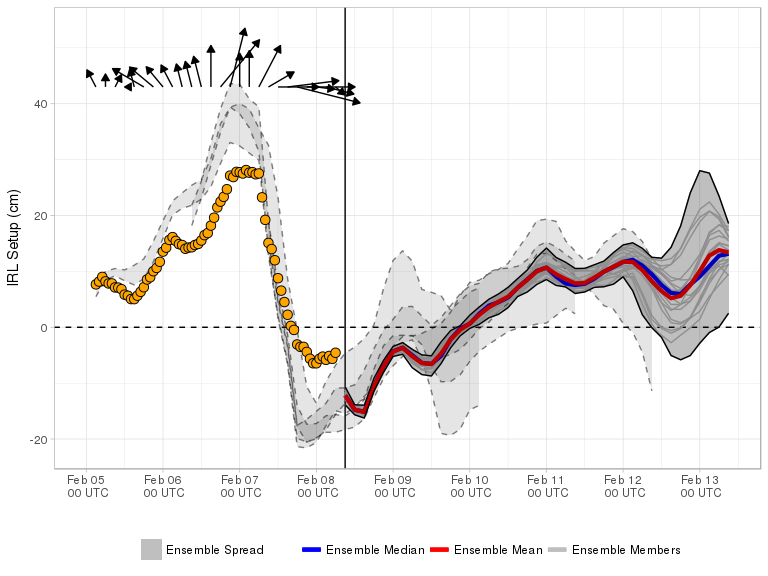 IRL Setup (cm)
40
20
0
-20
Feb 05 Feb 06 Feb 07 Feb 08 Feb 09 Feb 10 Feb 11 Feb 12 Feb 13
00 UTC 00 UTC 00 UTC 00 UTC 00 UTC 00 UTC 00 UTC 00 UTC 00 UTC
Ensemble Spread Ensemble Median Ensemble Mean Ensemble Members